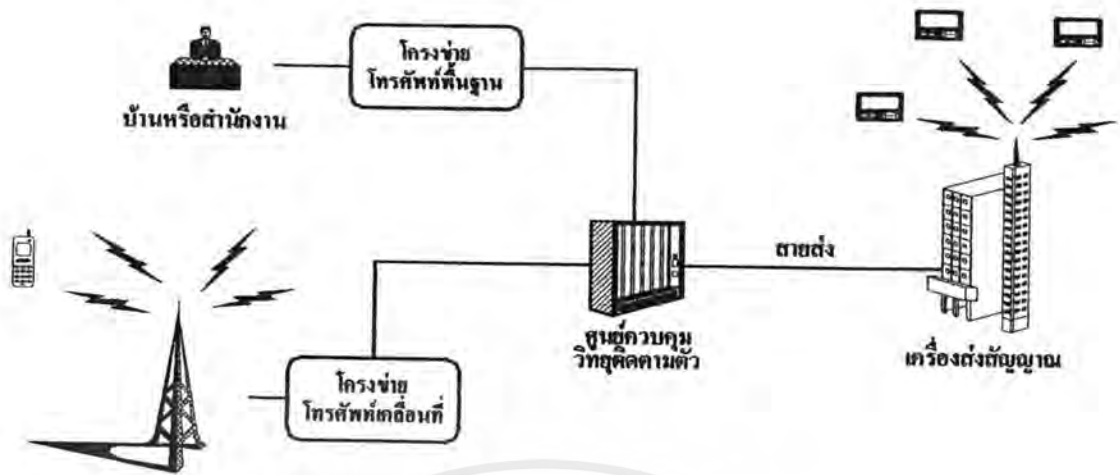 โครงข่าย
โทรศัพท์พื้นฐาน
บ้านหรือสำนักงาน
สายส่ง
ศูนย์ควบคุม
วิทยุติดตามตัว
เครื่องส่งสัญญาณ
โครงข่าย
โทรศัพท์เคลื่อนที่